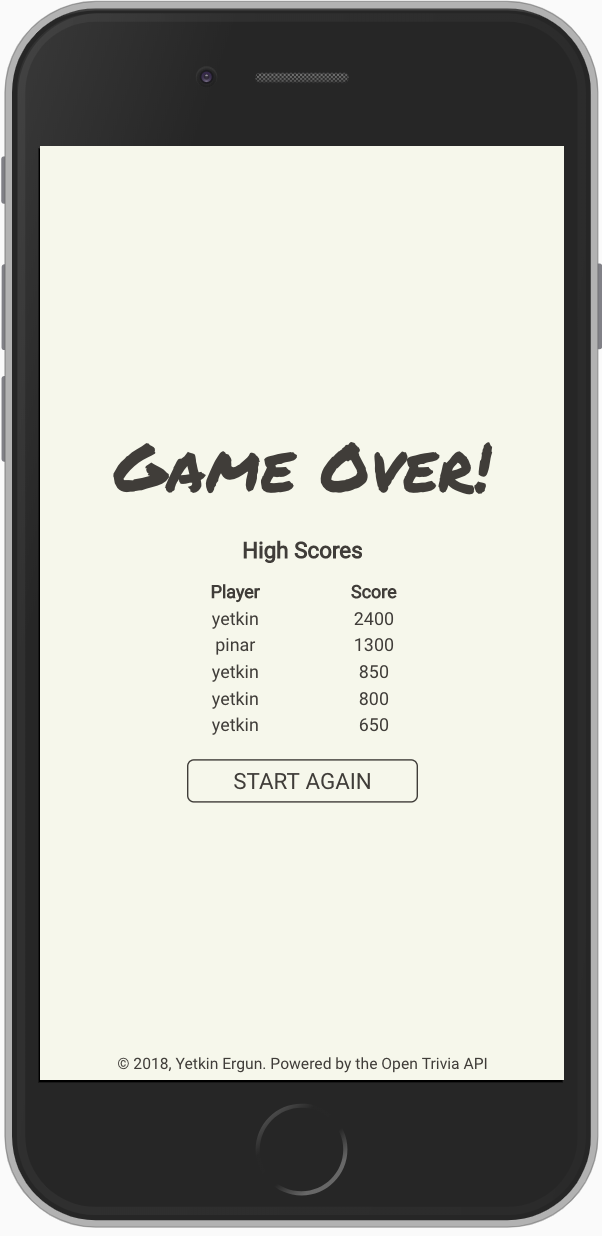 Game Over!
High Scores
Player Score
yetkin 2400
pinar 1300
yetkin 850
yetkin 800
yetkin 650
START AGAIN
© 2018, Yetkin Ergun. Powered by the Open Trivia API